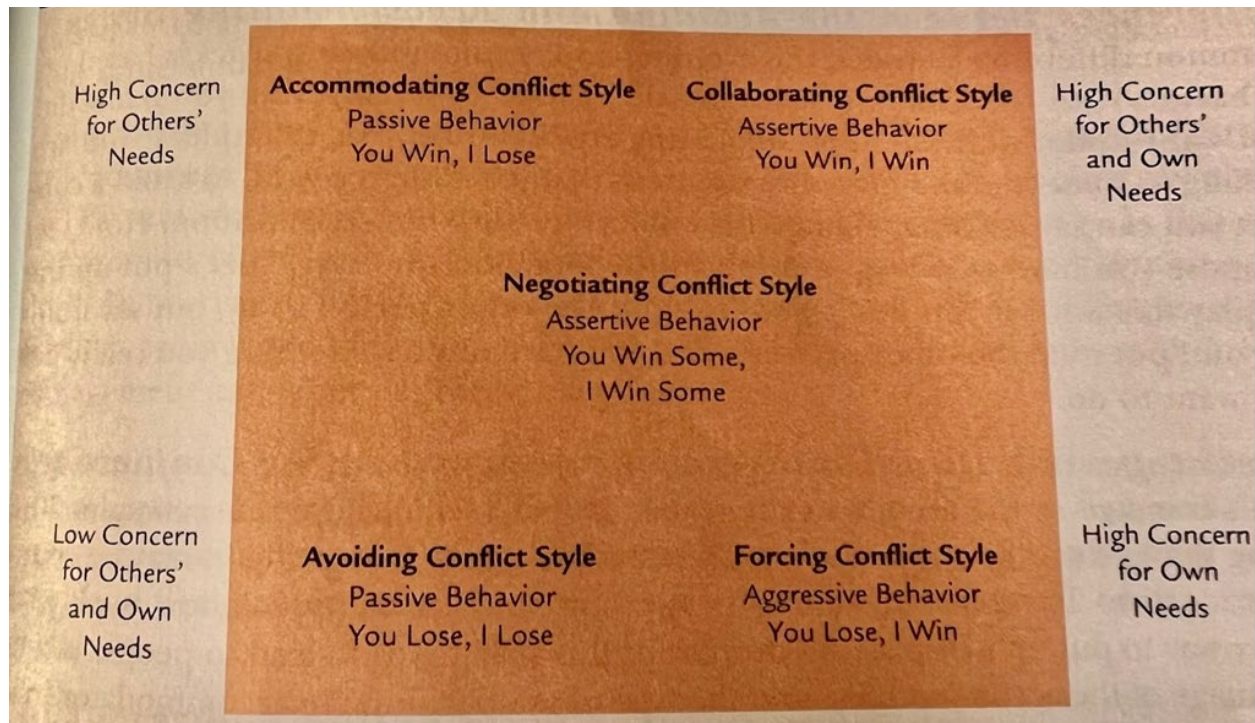 High Concern
for Others'
Needs
Accommodating Conflict Style
Passive Behavior
You Win, I Lose
Collaborating Conflict Style
Assertive Behavior
You Win, I Win
High Concern
for Others'
and Own
Needs
Negotiating Conflict Style
Assertive Behavior
You Win Some,
I Win Some
Low Concern
for Others'
and Own
Needs
Avoiding Conflict Style
Passive Behavior
You Lose, I Lose
Forcing Conflict Style
Aggressive Behavior
You Lose, I Win
High Concern
for Own
Needs